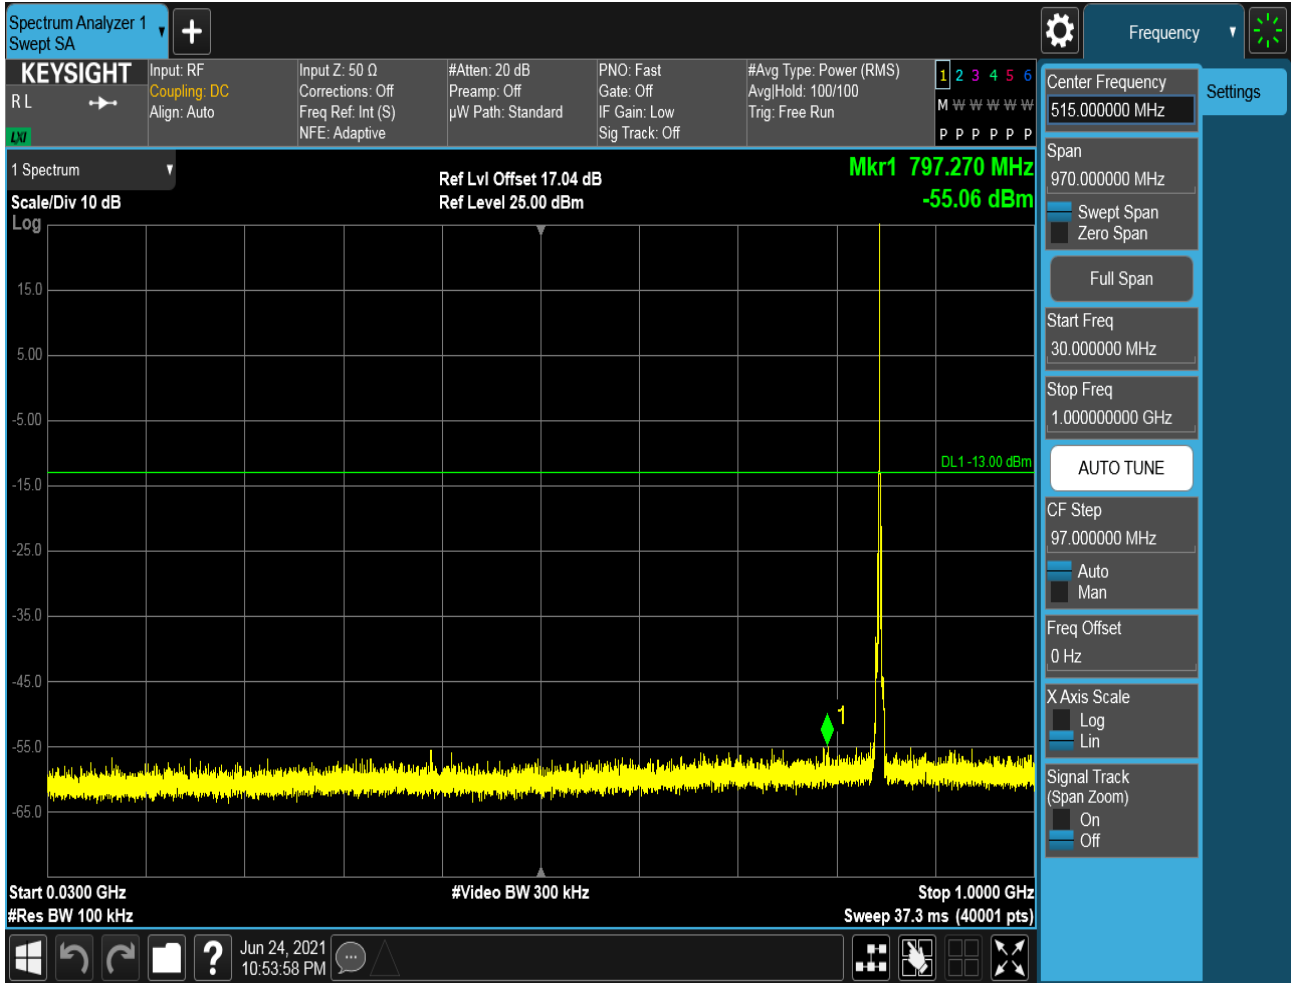 Spectrum Analyzer 1
Swept SA
Frequency
KEYSIGHT
R L
LXI
Input: RF
Coupling: DC
Align: Auto
Input Z: 50 Ω
Corrections: Off
Freq Ref: Int (S)
NFE: Adaptive
#Atten: 20 dB
Preamp: Off
µW Path: Standard
PNO: Fast
Gate: Off
IF Gain: Low
Sig Track: Off
#Avg Type: Power (RMS)
Avg|Hold: 100/100
Trig: Free Run
1 2 3 4 5 6
M W W W W W
P P P P P P
1 Spectrum
Scale/Div 10 dB
Log
Ref Lvl Offset 17.04 dB
Ref Level 25.00 dBm
Mkr1 797.270 MHz
-55.06 dBm
15.0
5.00
-5.00
-15.0
-25.0
-35.0
-45.0
-55.0
-65.0
DL1 -13.00 dBm
1
Start 0.0300 GHz
#Res BW 100 kHz
#Video BW 300 kHz
Stop 1.0000 GHz
Sweep 37.3 ms (40001 pts)
Center Frequency
515.000000 MHz
Span
970.000000 MHz
Swept Span
Zero Span
Full Span
Start Freq
30.000000 MHz
Stop Freq
1.000000000 GHz
AUTO TUNE
CF Step
97.000000 MHz
Auto
Man
Freq Offset
0 Hz
X Axis Scale
Log
Lin
Signal Track
(Span Zoom)
On
Off
Settings
?
Jun 24, 2021
10:53:58 PM